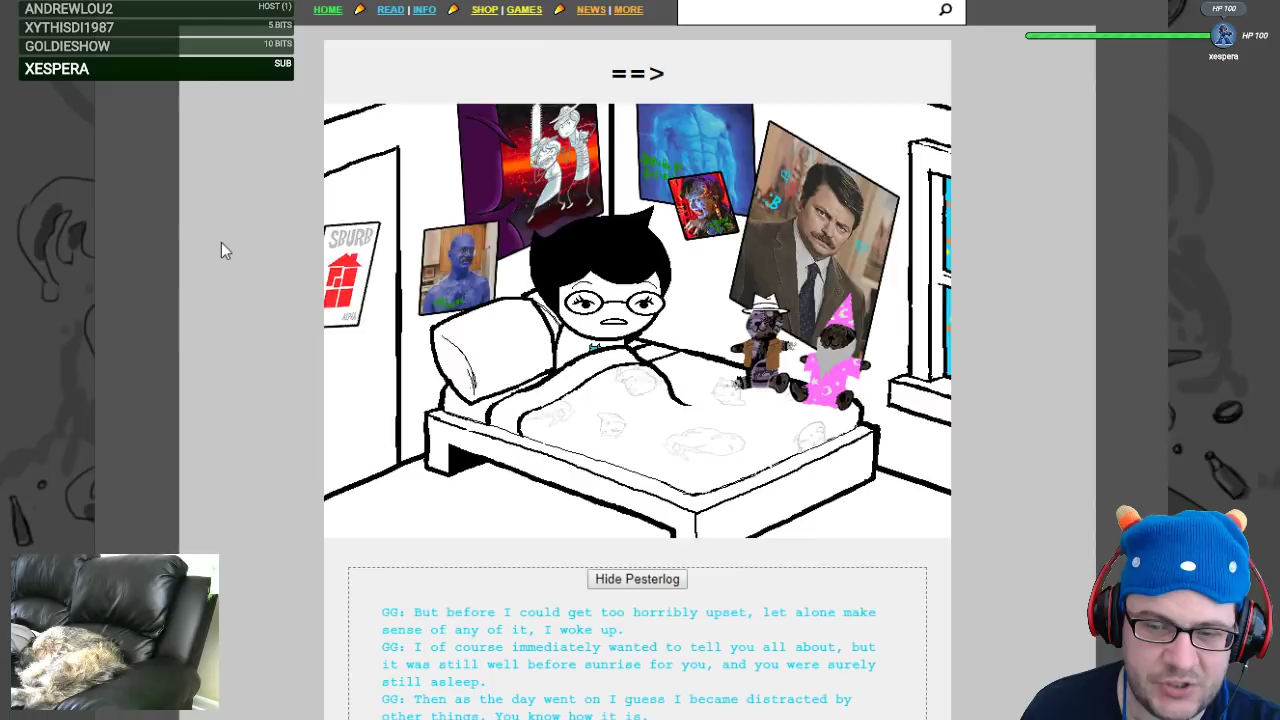 ANDREWLOU2 HOST (1)
XYTHISDI1987 5 BITS
GOLDIESHOW 10 BITS
XESPERA SUB
HOME READ | INFO SHOP | GAMES NEWS | MORE
HP 100
HP 100
xespera
==>
SBURB
ALPHA
:B
Hide Pesterlog
GG: But before I could get too horribly upset, let alone make
sense of any of it, I woke up.
GG: I of course immediately wanted to tell you all about, but
it was still well before sunrise for you, and you were surely
still asleep.
GG: Then as the day went on I guess I became distracted by
other things. You know how it is.